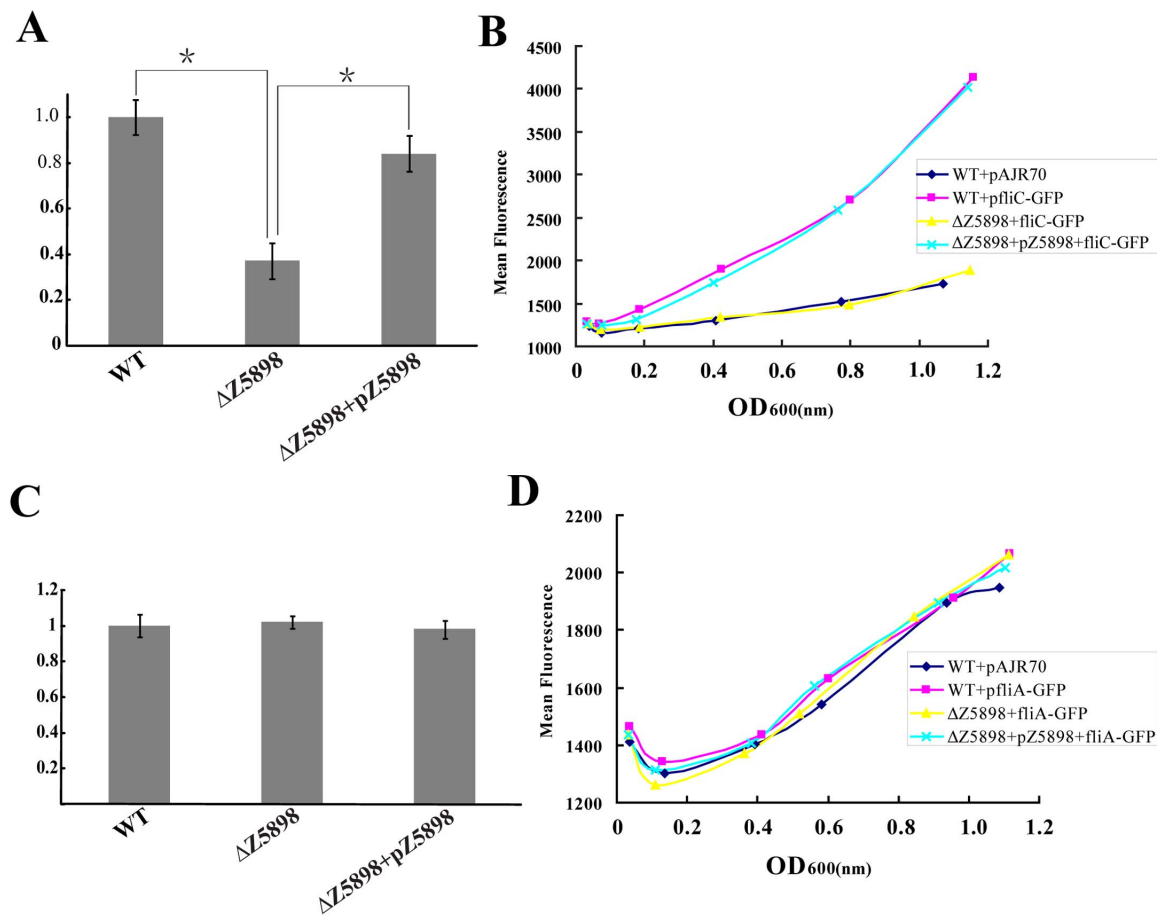 A
*
*
1.0
0.8
0.6
0.4
0.2
0
WT
ΔZ5898
ΔZ5898+pZ5898
B
Mean Fluorescence
4500
4000
3500
3000
2500
2000
1500
1000
0 0.2 0.4 0.6 0.8 1.0 1.2
OD600(nm)
WT+pAJR70
WT+pfliC-GFP
ΔZ5898+fliC-GFP
ΔZ5898+pZ5898+fliC-GFP
C
1.2
1
0.8
0.6
0.4
0.2
WT
ΔZ5898
ΔZ5898+pZ5898
D
Mean Fluorescence
2200
2000
1800
1600
1400
1200
0 0.2 0.4 0.6 0.8 1.0 1.2
OD600(nm)
WT+pAJR70
WT+pfliA-GFP
ΔZ5898+fliA-GFP
ΔZ5898+pZ5898+fliA-GFP